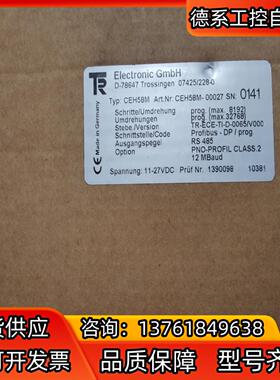 德系工控自
TR
Electronic GmbH
D-78647 Trossingen 07425/228-0
Typ: CEH58M Art.Nr: CEH58M-00027 SN: 0141
Schritte/Umdrehung prog. (max. 8192)
Umdrehungen prog. (max. 32768)
Stebe./Version TR-ECE-TI-D-0065/V000
Schnittstelle/Code Profibus - DP / prog
Ausgangspegel RS 485
Option PNO-PROFIL CLASS.2
12 MBaud
Spannung: 11-27VDC Prüf Nr. 1390098 10381
CE Made in Germany
货供应
咨询：13761849638
可开发票
品质保障
型号齐